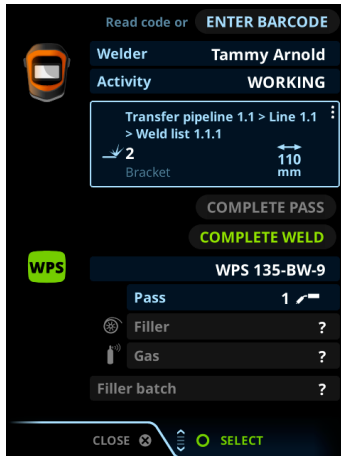 Read code or ENTER BARCODE
Welder Tammy Arnold
Activity WORKING
Transfer pipeline 1.1 > Line 1.1
> Weld list 1.1.1
2
110
Bracket mm
COMPLETE PASS
COMPLETE WELD
WPS WPS 135-BW-9
Pass 1
Filler ?
Gas ?
Filler batch ?
CLOSE SELECT